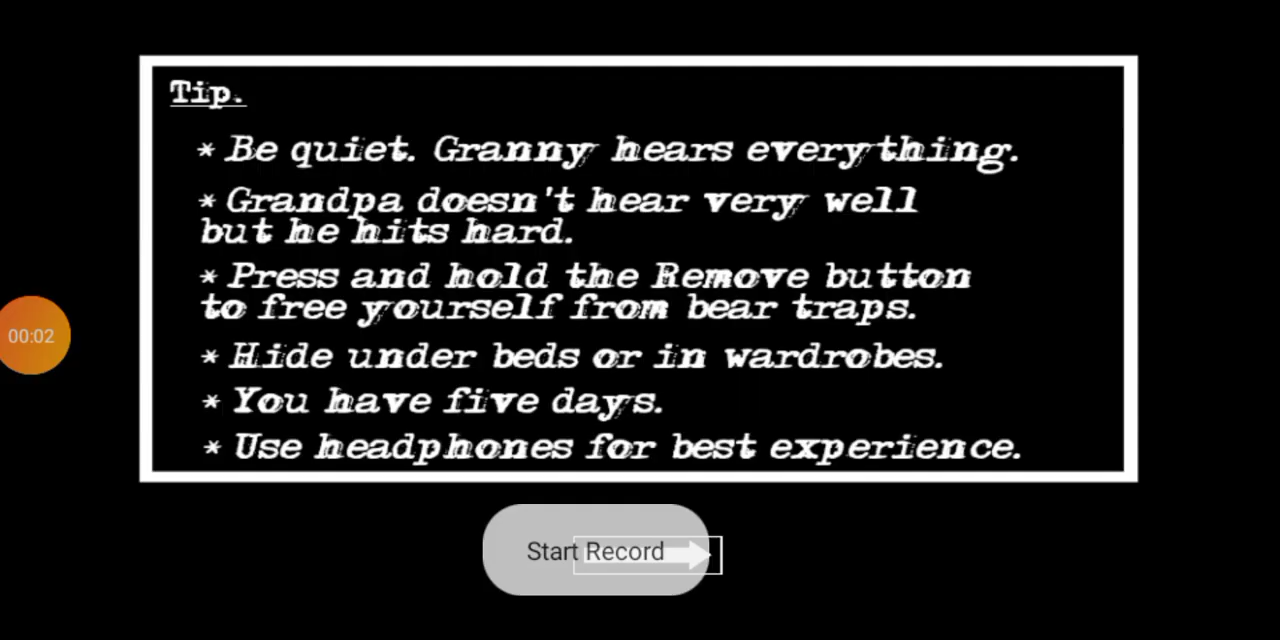 Tip.
* Be quiet. Granny hears everything.
* Grandpa doesn't hear very well
but he hits hard.
* Press and hold the Remove button
to free yourself from bear traps.
00:02
* Hide under beds or in wardrobes.
* You have five days.
* Use headphones for best experience.
Start Record